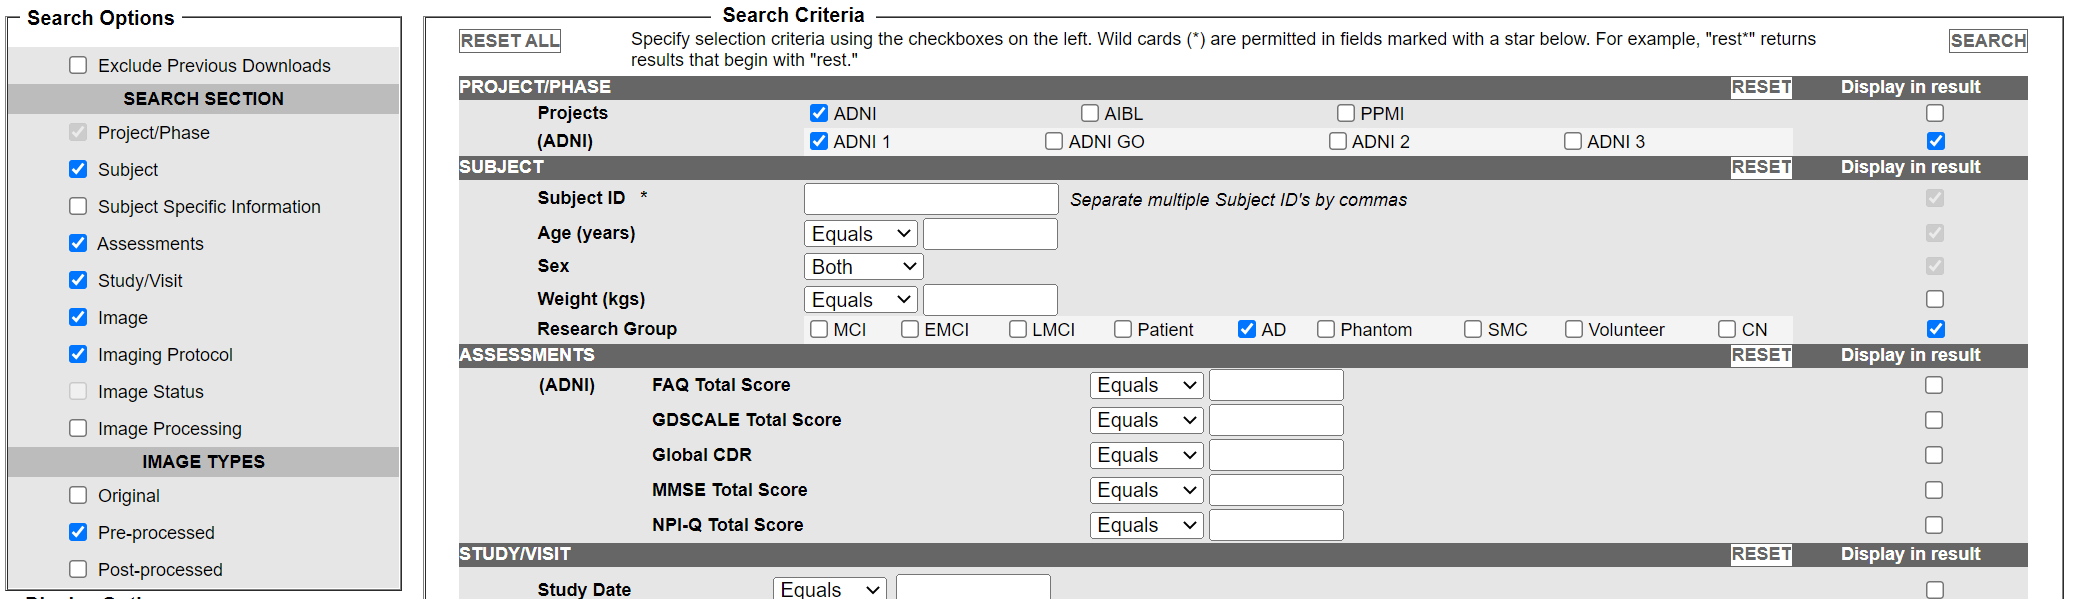 Search Options
Exclude Previous Downloads
SEARCH SECTION
Project/Phase
Subject
Subject Specific Information
Assessments
Study/Visit
Image
Imaging Protocol
Image Status
Image Processing
IMAGE TYPES
Original
Pre-processed
Post-processed
Search Criteria
RESET ALL
Specify selection criteria using the checkboxes on the left. Wild cards (*) are permitted in fields marked with a star below. For example, "rest*" returns
results that begin with "rest."
SEARCH
PROJECT/PHASE RESET Display in result
Projects ADNI AIBL PPMI
(ADNI) ADNI 1 ADNI GO ADNI 2 ADNI 3
SUBJECT RESET Display in result
Subject ID * Separate multiple Subject ID's by commas
Age (years) Equals
Sex Both
Weight (kgs) Equals
Research Group MCI EMCI LMCI Patient AD Phantom SMC Volunteer CN
ASSESSMENTS RESET Display in result
(ADNI) FAQ Total Score Equals
GDSCALE Total Score Equals
Global CDR Equals
MMSE Total Score Equals
NPI-Q Total Score Equals
STUDY/VISIT RESET Display in result
Study Date Equals